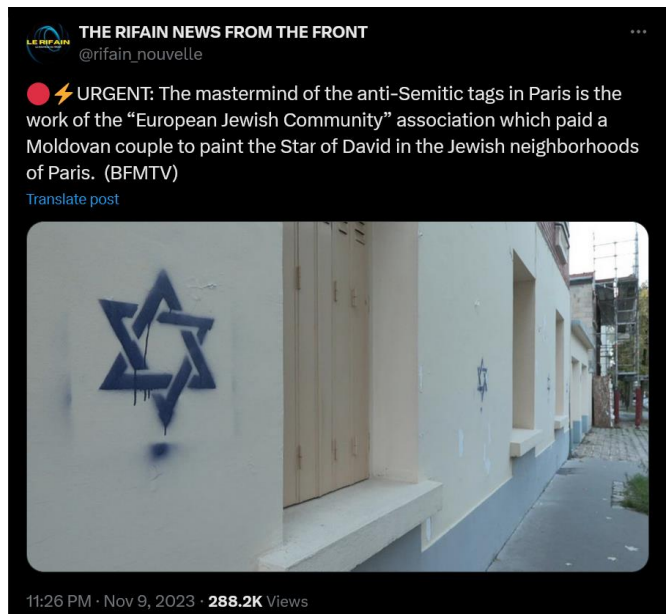 THE RIFAIN NEWS FROM THE FRONT
LE RIFAIN
@rifain_nouvelle
🔴⚡URGENT: The mastermind of the anti-Semitic tags in Paris is the
work of the “European Jewish Community” association which paid a
Moldovan couple to paint the Star of David in the Jewish neighborhoods
of Paris. (BFMTV)
Translate post
11:26 PM · Nov 9, 2023 · 288.2K Views